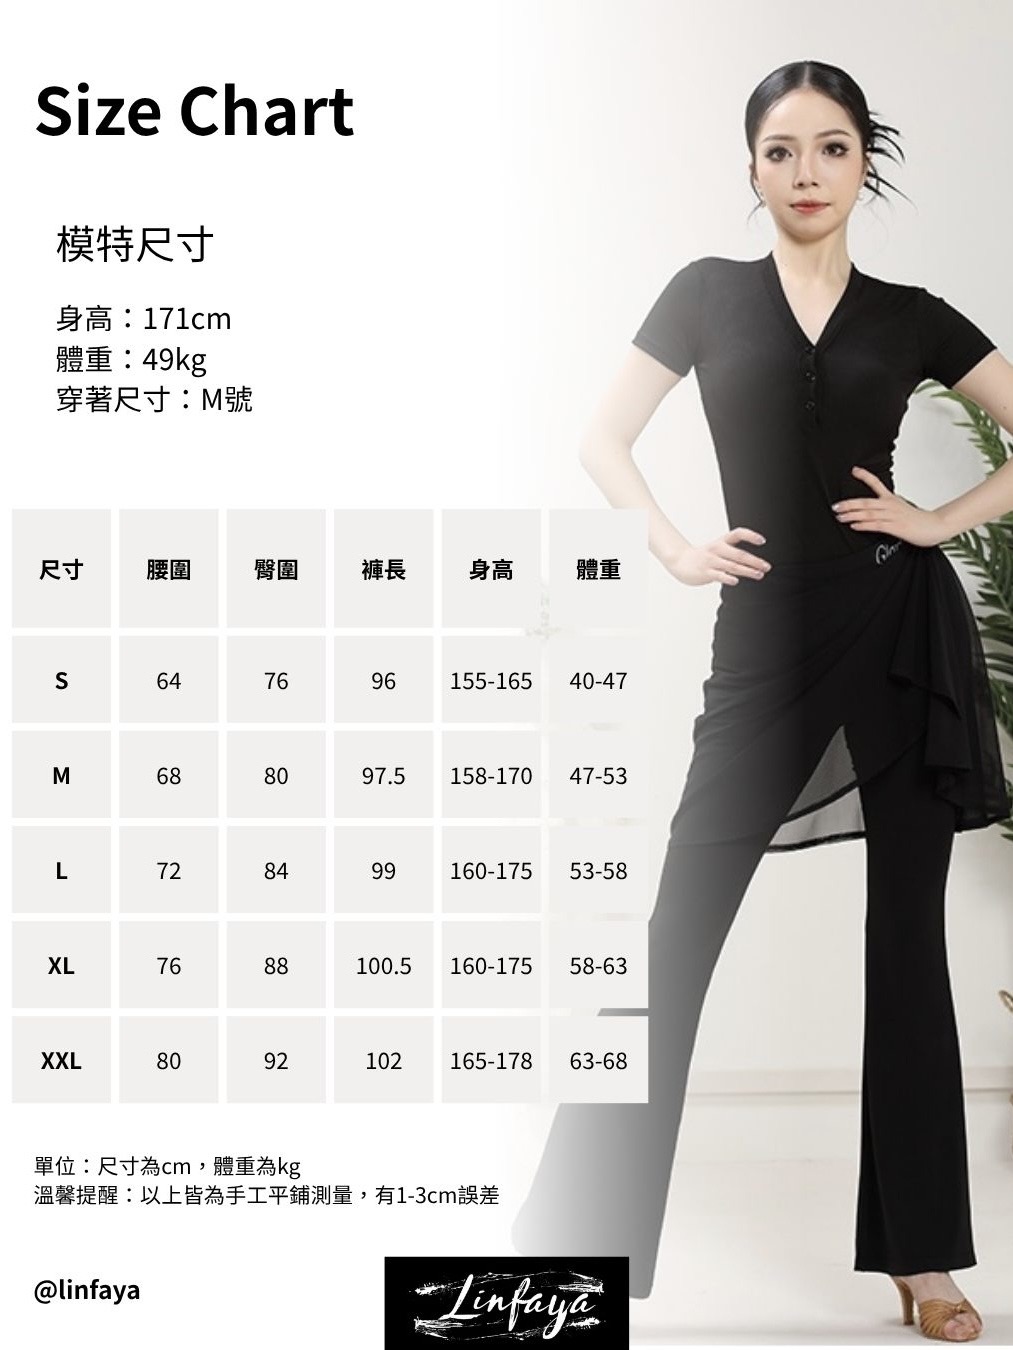 Size Chart
模特尺寸
身高：171cm
體重：49kg
穿著尺寸：M號
尺寸 腰圍 臀圍 褲長 身高 體重
S 64 76 96 155-165 40-47
M 68 80 97.5 158-170 47-53
L 72 84 99 160-175 53-58
XL 76 88 100.5 160-175 58-63
XXL 80 92 102 165-178 63-68
單位：尺寸為cm，體重為kg
溫馨提醒：以上皆為手工平鋪測量，有1-3cm誤差
@linfaya
Linfaya